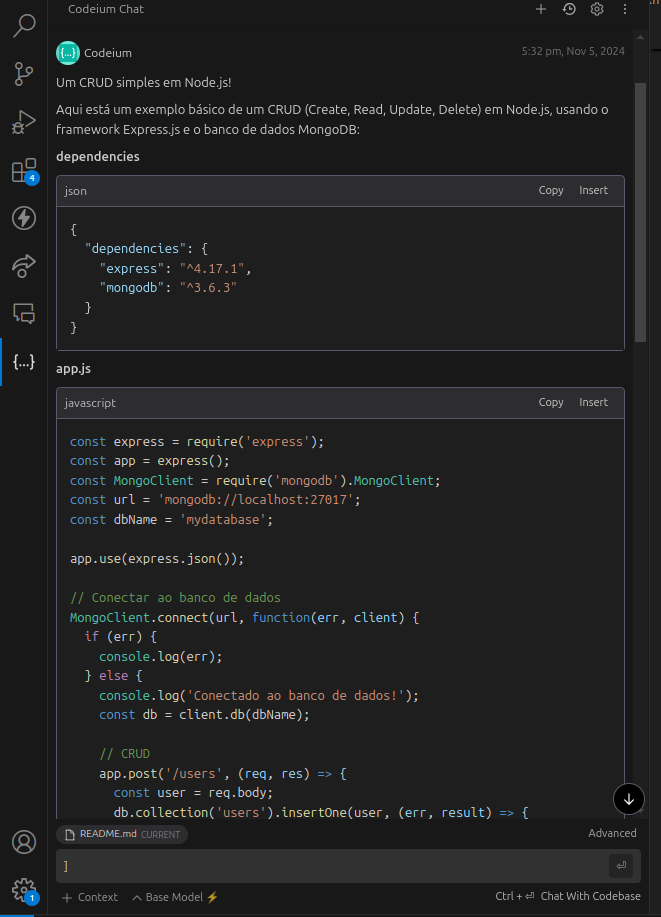 Codeium Chat
4
{...}
1
{...} Codeium 5:32 pm, Nov 5, 2024
Um CRUD simples em Node.js!
Aqui está um exemplo básico de um CRUD (Create, Read, Update, Delete) em Node.js, usando o
framework Express.js e o banco de dados MongoDB:
dependencies
json Copy Insert
{
  "dependencies": {
    "express": "^4.17.1",
    "mongodb": "^3.6.3"
  }
}
app.js
javascript Copy Insert
const express = require('express');
const app = express();
const MongoClient = require('mongodb').MongoClient;
const url = 'mongodb://localhost:27017';
const dbName = 'mydatabase';
app.use(express.json());
// Conectar ao banco de dados
MongoClient.connect(url, function(err, client) {
  if (err) {
    console.log(err);
  } else {
    console.log('Conectado ao banco de dados!');
    const db = client.db(dbName);
    // CRUD
    app.post('/users', (req, res) => {
      const user = req.body;
      db.collection('users').insertOne(user, (err, result) => {
README.md CURRENT Advanced
]
+ Context Base Model Ctrl + ⏎ Chat With Codebase